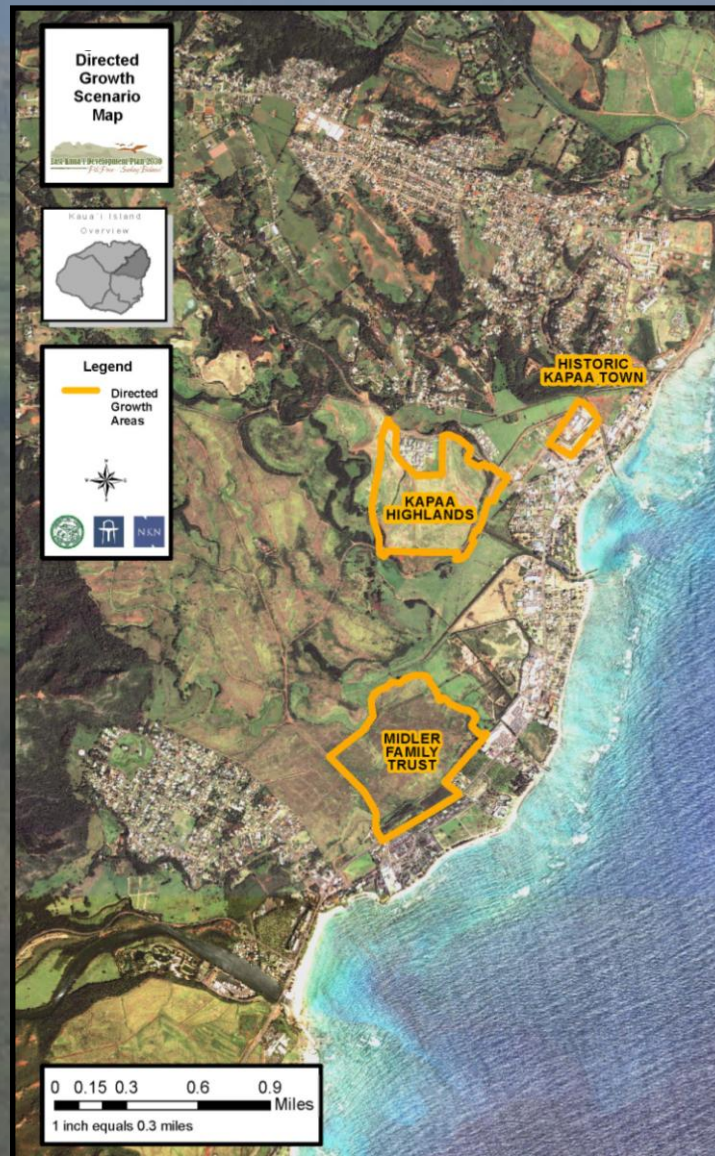 Directed
Growth
Scenario
Map
Kaua`i Island
Overview
Legend
Directed
Growth
Areas
NKN
HISTORIC
KAPAA TOWN
KAPAA
HIGHLANDS
MIDLER
FAMILY
TRUST
0 0.15 0.3 0.6 0.9
Miles
1 inch equals 0.3 miles